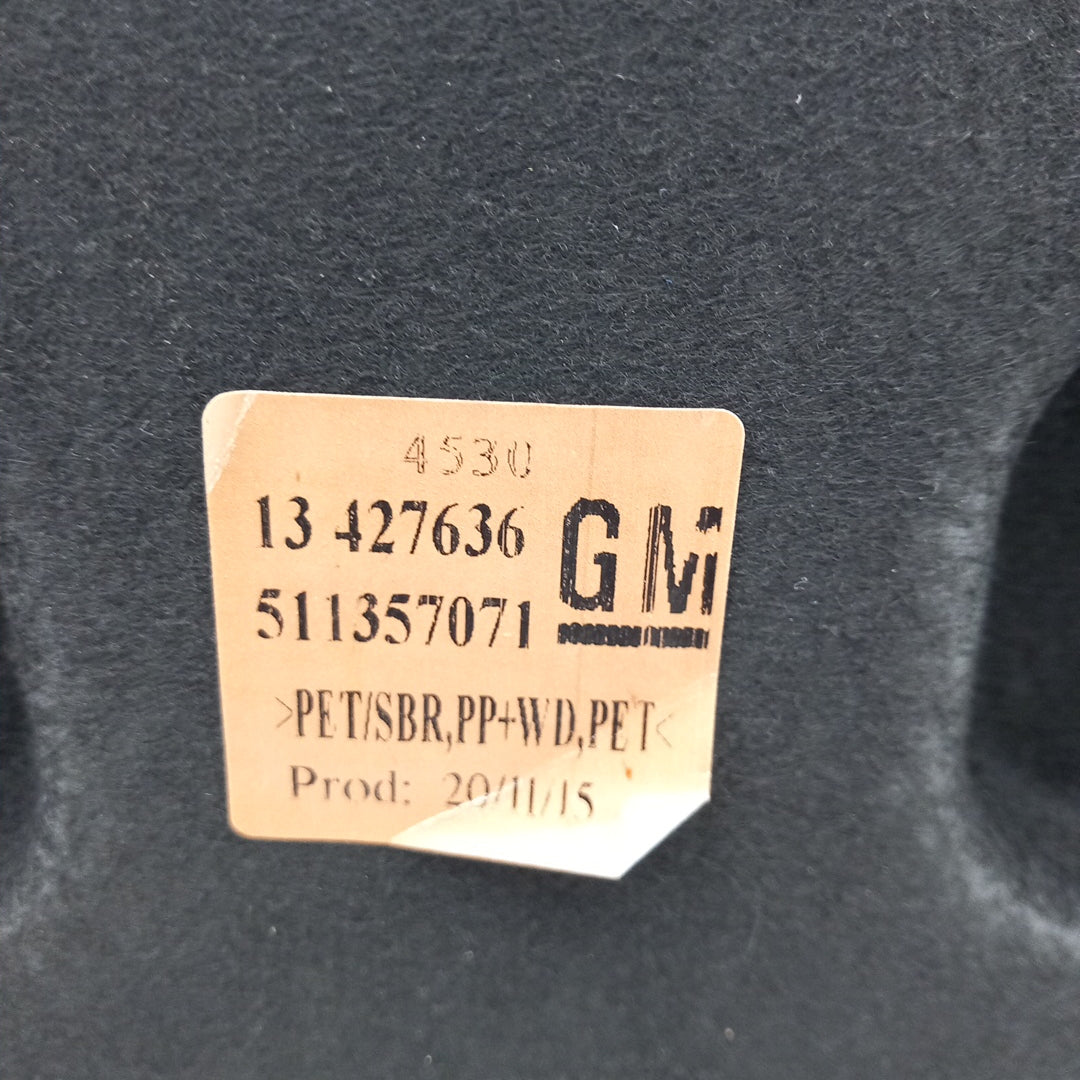 4530
13 427636
GM
511357071
>PET/SBR,PP+WD,PET<
Prod: 20/11/15